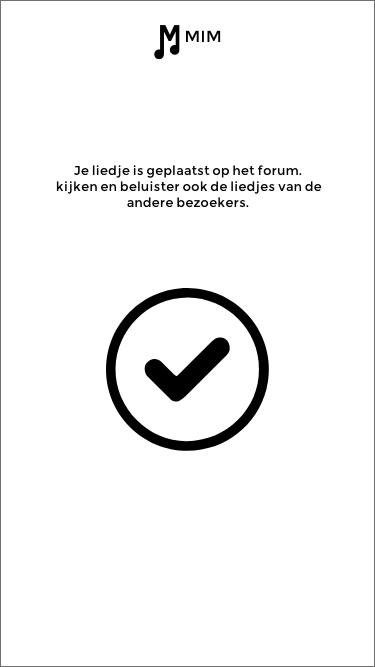 MIM
Je liedje is geplaatst op het forum.
kijken en beluister ook de liedjes van de
andere bezoekers.